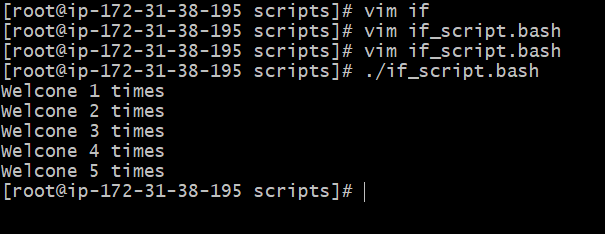 [root@ip-172-31-38-195 scripts]# vim if
[root@ip-172-31-38-195 scripts]# vim if_script.bash
[root@ip-172-31-38-195 scripts]# vim if_script.bash
[root@ip-172-31-38-195 scripts]# ./if_script.bash
Welcone 1 times
Welcone 2 times
Welcone 3 times
Welcone 4 times
Welcone 5 times
[root@ip-172-31-38-195 scripts]#